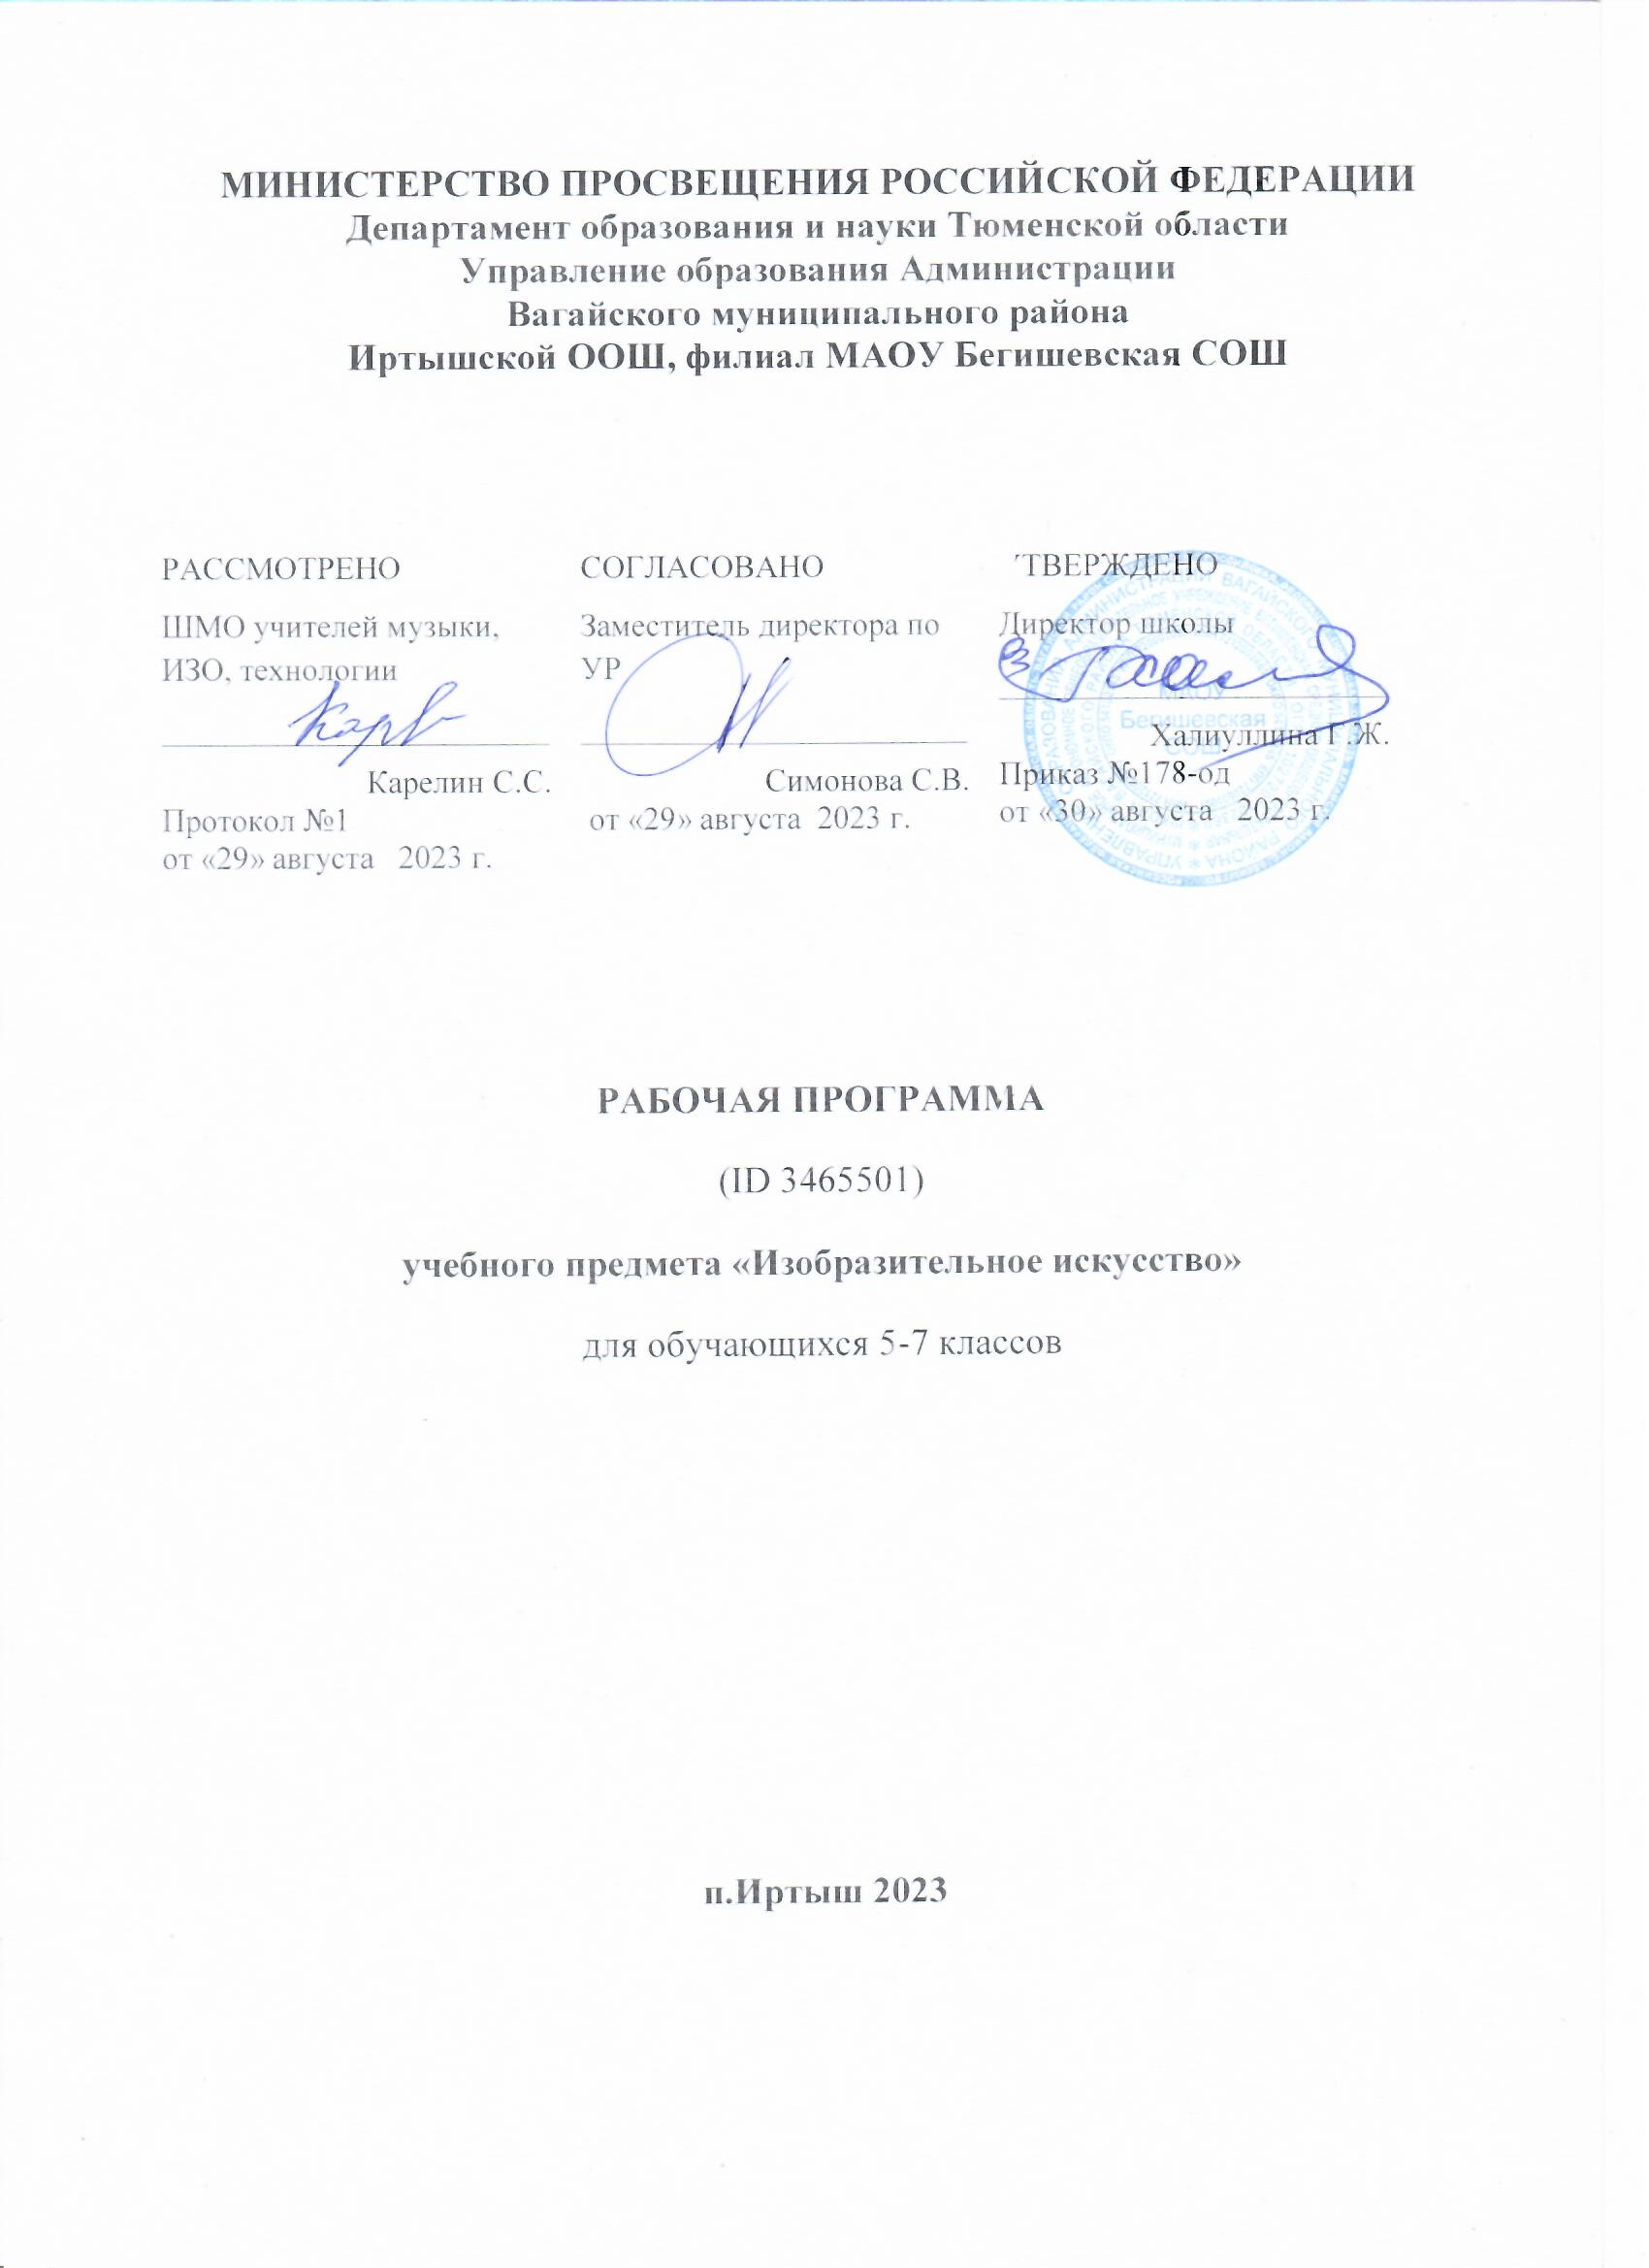 МИНИСТЕРСТВО ПРОСВЕЩЕНИЯ РОССИЙСКОЙ ФЕДЕРАЦИИ
Департамент образования и науки Тюменской области
Управление образования Администрации
Вагайского муниципального района
Иртышской ООШ, филиал МАОУ Бегишевская СОШ
РАССМОТРЕНО
ШМО учителей музыки,
ИЗО, технологии
Карелин С.С.
Протокол №1
от «29» августа 2023 г.
СОГЛАСОВАНО
Заместитель директора по
УР
Симонова С.В.
от «29» августа 2023 г.
ТВЕРЖДЕНО
Директор школы
Халиуллина Г.Ж.
Приказ №178-од
от «30» августа 2023 г.
МАОУ
Бегишевская
СОШ
РАБОЧАЯ ПРОГРАММА
(ID 3465501)
учебного предмета «Изобразительное искусство»
для обучающихся 5-7 классов
п.Иртыш 2023